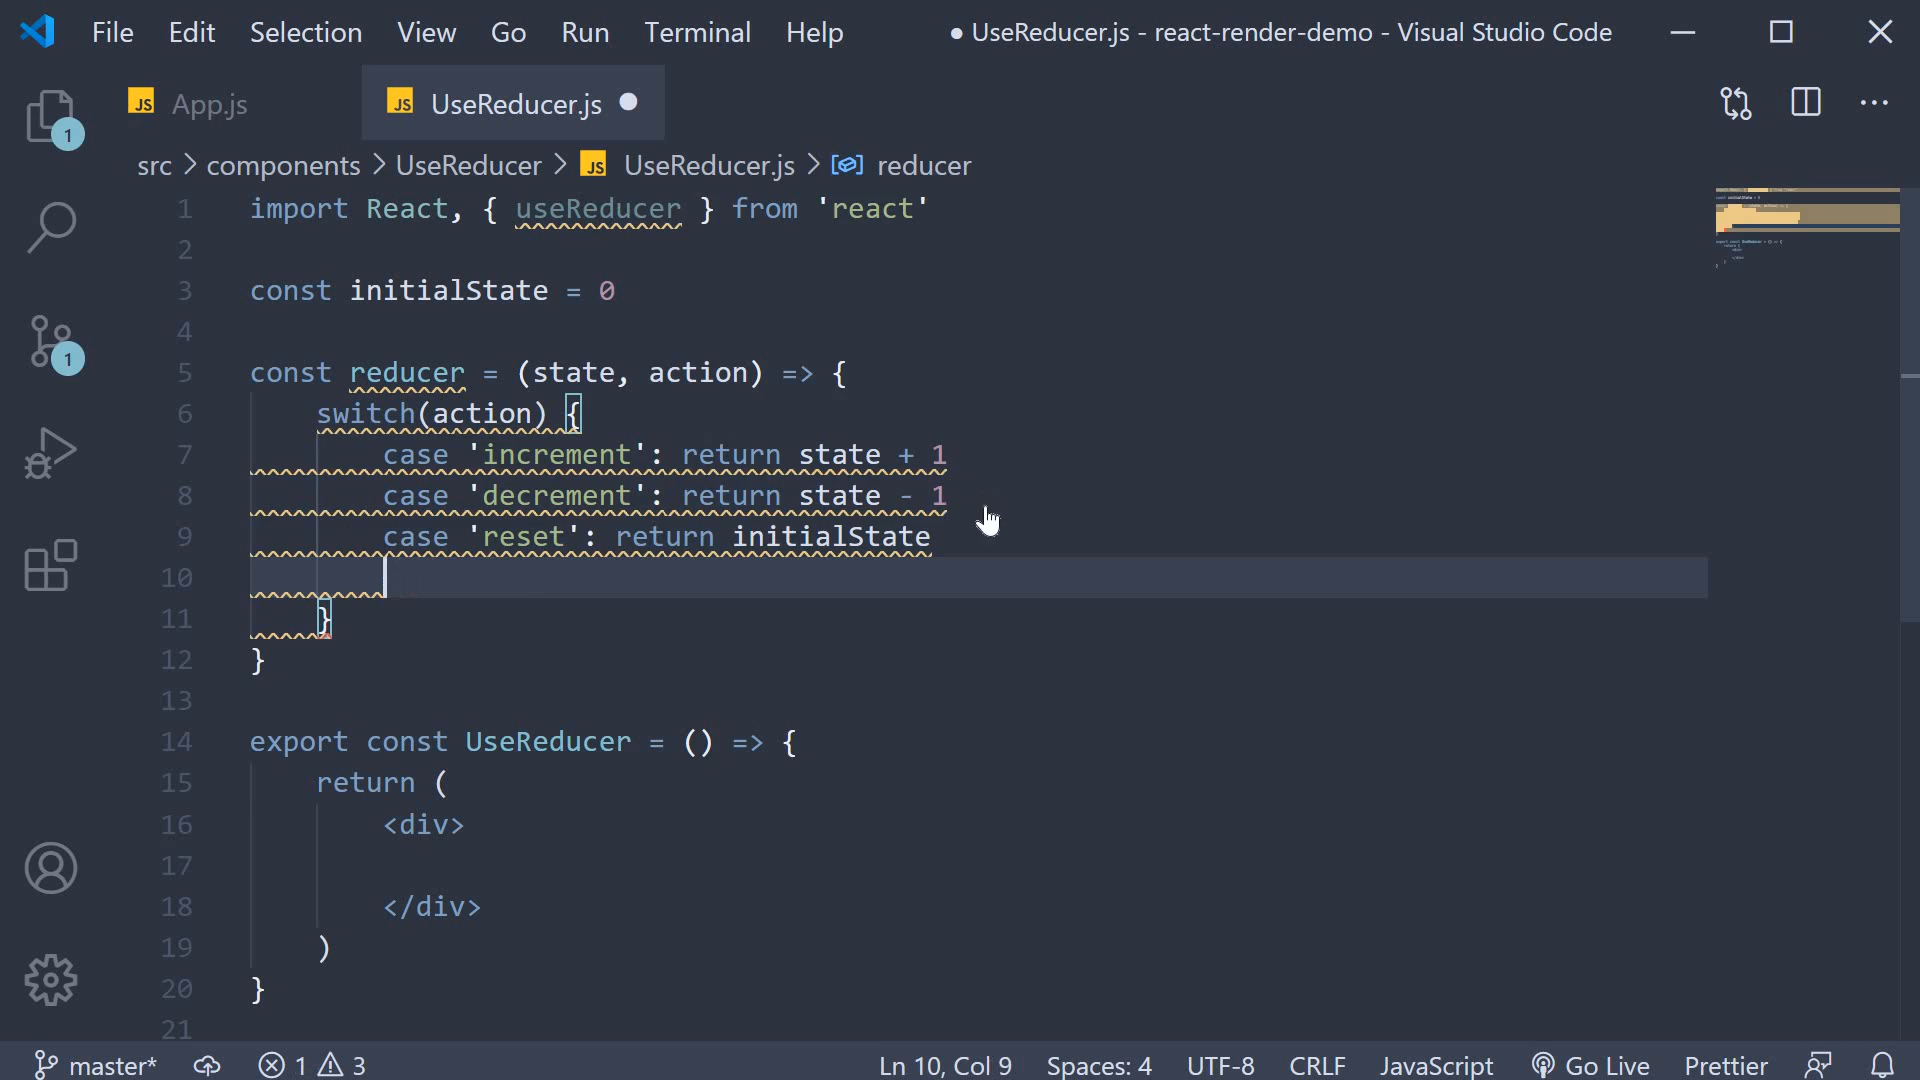 File Edit Selection View Go Run Terminal Help ● UseReducer.js - react-render-demo - Visual Studio Code
JS App.js JS UseReducer.js ●
1
src > components > UseReducer > JS UseReducer.js > reducer
1 import React, { useReducer } from 'react'
2
3 const initialState = 0
4
5 const reducer = (state, action) => {
6 switch(action) {
7 case 'increment': return state + 1
8 case 'decrement': return state - 1
9 case 'reset': return initialState
10
11 }
12 }
13
14 export const UseReducer = () => {
15 return (
16 <div>
17
18 </div>
19 )
20 }
21
1
master* 1 3 Ln 10, Col 9 Spaces: 4 UTF-8 CRLF JavaScript Go Live Prettier